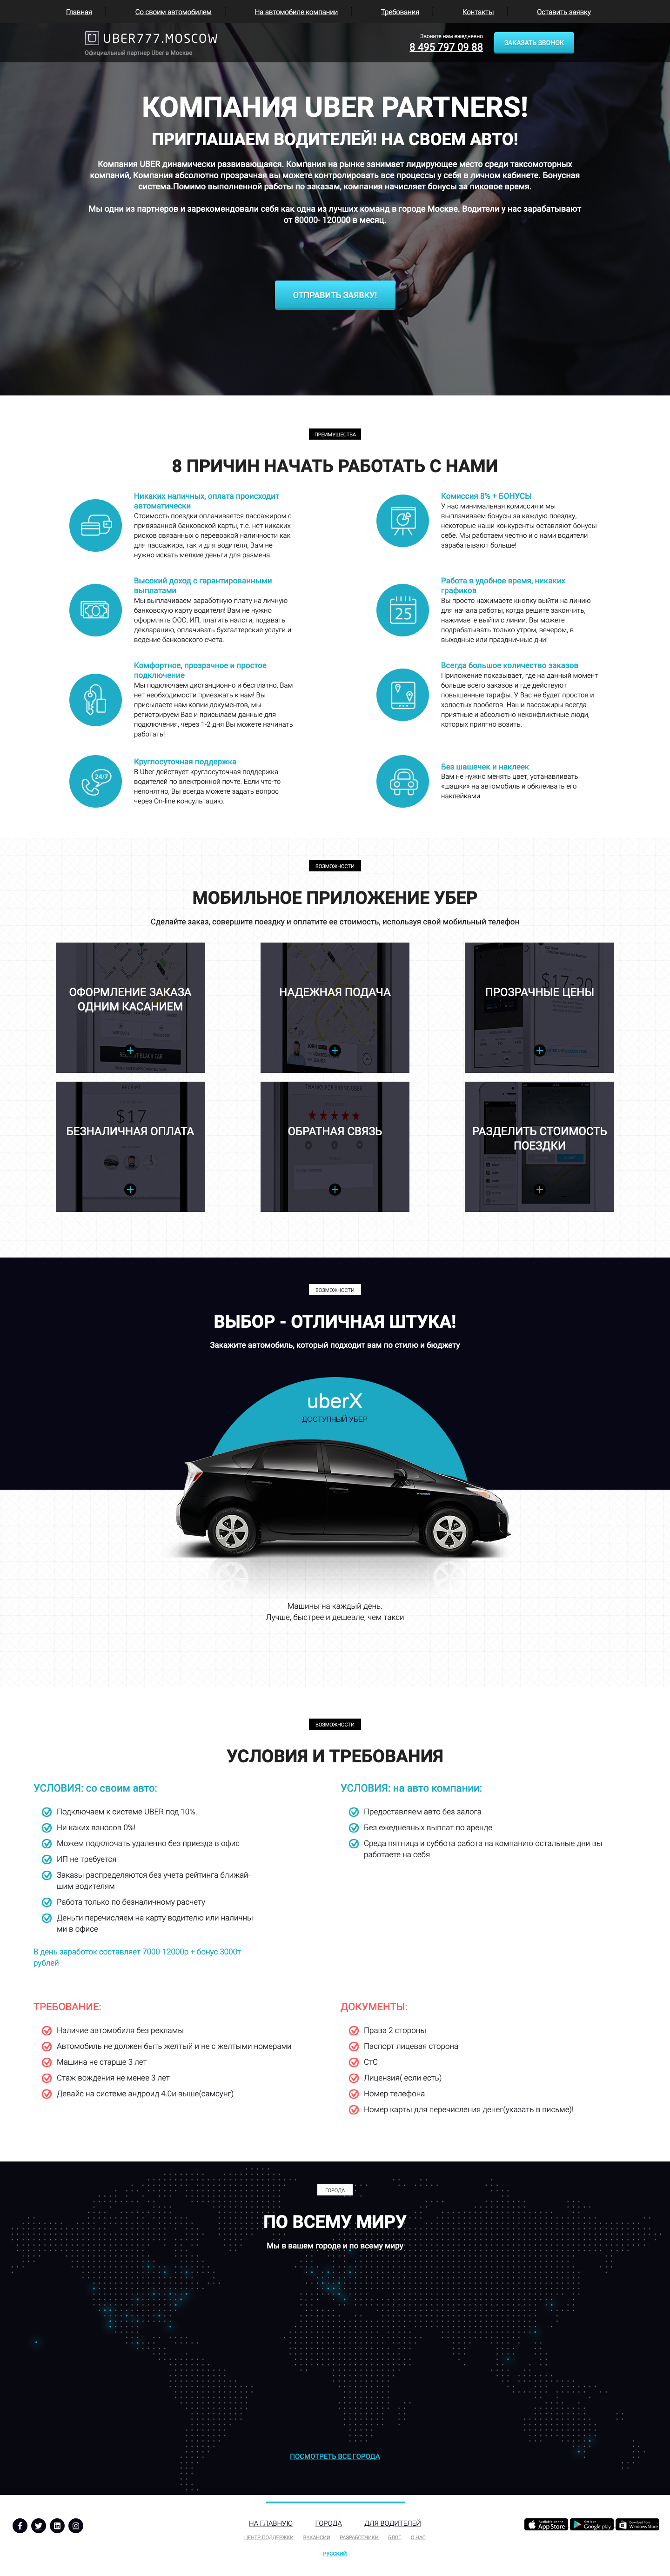 Главная
Со своим автомобилем
На автомобиле компании
Требования
Контакты
Оставить заявку
UBER777.MOSCOW
Официальный партнер Uber в Москве
Звоните нам ежедневно
8 495 797 09 88
ЗАКАЗАТЬ ЗВОНОК
КОМПАНИЯ UBER PARTNERS!
ПРИГЛАШАЕМ ВОДИТЕЛЕЙ! НА СВОЕМ АВТО!
Компания UBER динамически развивающаяся. Компания на рынке занимает лидирующее место среди таксомоторных
компаний, Компания абсолютно прозрачна вы можете контролировать все процессы у себя в личном кабинете. Бонусная
система.Помимо выполненной работы по заказам, компания начисляет бонусы за пиковое время.
Мы одни из партнеров и зарекомендовали себя как одна из лучших команд в городе Москве. Водители у нас зарабатывают
от 80000- 120000 в месяц.
ОТПРАВИТЬ ЗАЯВКУ!
ПРЕИМУЩЕСТВА
8 ПРИЧИН НАЧАТЬ РАБОТАТЬ С НАМИ
Никаких наличных, оплата происходит
автоматически
Стоимость поездки оплачивается пассажиром с
привязанной банковской карты, т.е. нет никаких
рисков связанных с перевозкой наличности как
для пассажира, так и для водителя, Вам не
нужно искать мелкие деньги для размена.
Комиссия 8% + БОНУСЫ
У нас минимальная комиссия и мы
выплачиваем бонусы за каждую поездку,
некоторые наши конкуренты оставляют бонусы
себе. Мы работаем честно и с нами водители
зарабатывают больше!
Высокий доход с гарантированными
выплатами
Мы выплачиваем заработную плату на личную
банковскую карту водителя! Вам не нужно
оформлять ООО, ИП, платить налоги, подавать
декларацию, оплачивать бухгалтерские услуги и
ведение банковского счета.
Работа в удобное время, никаких
графиков
Вы просто нажимаете кнопку выйти на линию
для начала работы, когда решите закончить,
нажимаете выйти с линии. Вы можете
подрабатывать только утром, вечером, в
выходные или праздничные дни!
25
Комфортное, прозрачное и простое
подключение
Мы подключаем дистанционно и бесплатно, Вам
нет необходимости приезжать к нам! Вы
присылаете нам копии документов, мы
регистрируем Вас и присылаем данные для
подключения, через 1-2 дня Вы можете начинать
работать!
Всегда большое количество заказов
Приложение показывает, где на данный момент
больше всего заказов и где действуют
повышенные тарифы. У Вас не будет простоя и
холостых пробегов. Наши пассажиры всегда
приятные и абсолютно неконфликтные люди,
которых приятно возить.
24/7
Круглосуточная поддержка
В Uber действует круглосуточная поддержка
водителей по электронной почте. Если что-то
непонятно, Вы всегда можете задать вопрос
через On-line консультацию.
Без шашечек и наклеек
Вам не нужно менять цвет, устанавливать
«шашки» на автомобиль и обклеивать его
наклейками.
ВОЗМОЖНОСТИ
МОБИЛЬНОЕ ПРИЛОЖЕНИЕ УБЕР
Сделайте заказ, совершите поездку и оплатите ее стоимость, используя свой мобильный телефон
ОФОРМЛЕНИЕ ЗАКАЗА
ОДНИМ КАСАНИЕМ
НАДЕЖНАЯ ПОДАЧА
$17-20
ПРОЗРАЧНЫЕ ЦЕНЫ
$17
БЕЗНАЛИЧНАЯ ОПЛАТА
ОБРАТНАЯ СВЯЗЬ
РАЗДЕЛИТЬ СТОИМОСТЬ
ПОЕЗДКИ
ВОЗМОЖНОСТИ
ВЫБОР - ОТЛИЧНАЯ ШТУКА!
Закажите автомобиль, который подходит вам по стилю и бюджету
uberX
ДОСТУПНЫЙ УБЕР
Машины на каждый день.
Лучше, быстрее и дешевле, чем такси
ВОЗМОЖНОСТИ
УСЛОВИЯ И ТРЕБОВАНИЯ
УСЛОВИЯ: со своим авто:
Подключаем к системе UBER под 10%.
Ни каких взносов 0%!
Можем подключать удаленно без приезда в офис
ИП не требуется
Заказы распределяются без учета рейтинга ближай-
шим водителям
Работа только по безналичному расчету
Деньги перечисляем на карту водителю или наличны-
ми в офисе
В день заработок составляет 7000-12000р + бонус 3000т
рублей
УСЛОВИЯ: на авто компании:
Предоставляем авто без залога
Без ежедневных выплат по аренде
Среда пятница и суббота работа на компанию остальные дни вы
работаете на себя
ТРЕБОВАНИЕ:
Наличие автомобиля без рекламы
Автомобиль не должен быть желтый и не с желтыми номерами
Машина не старше 3 лет
Стаж вождения не менее 3 лет
Девайс на системе андроид 4.0и выше(самсунг)
ДОКУМЕНТЫ:
Права 2 стороны
Паспорт лицевая сторона
СтС
Лицензия( если есть)
Номер телефона
Номер карты для перечисления денег(указать в письме)!
ГОРОДА
ПО ВСЕМУ МИРУ
Мы в вашем городе и по всему миру
ПОСМОТРЕТЬ ВСЕ ГОРОДА
НА ГЛАВНУЮ
ГОРОДА
ДЛЯ ВОДИТЕЛЕЙ
ЦЕНТР ПОДДЕРЖКИ
ВАКАНСИИ
РАЗРАБОТЧИКИ
БЛОГ
О НАС
РУССКИЙ
Available on the
App Store
Google play
Windows Store